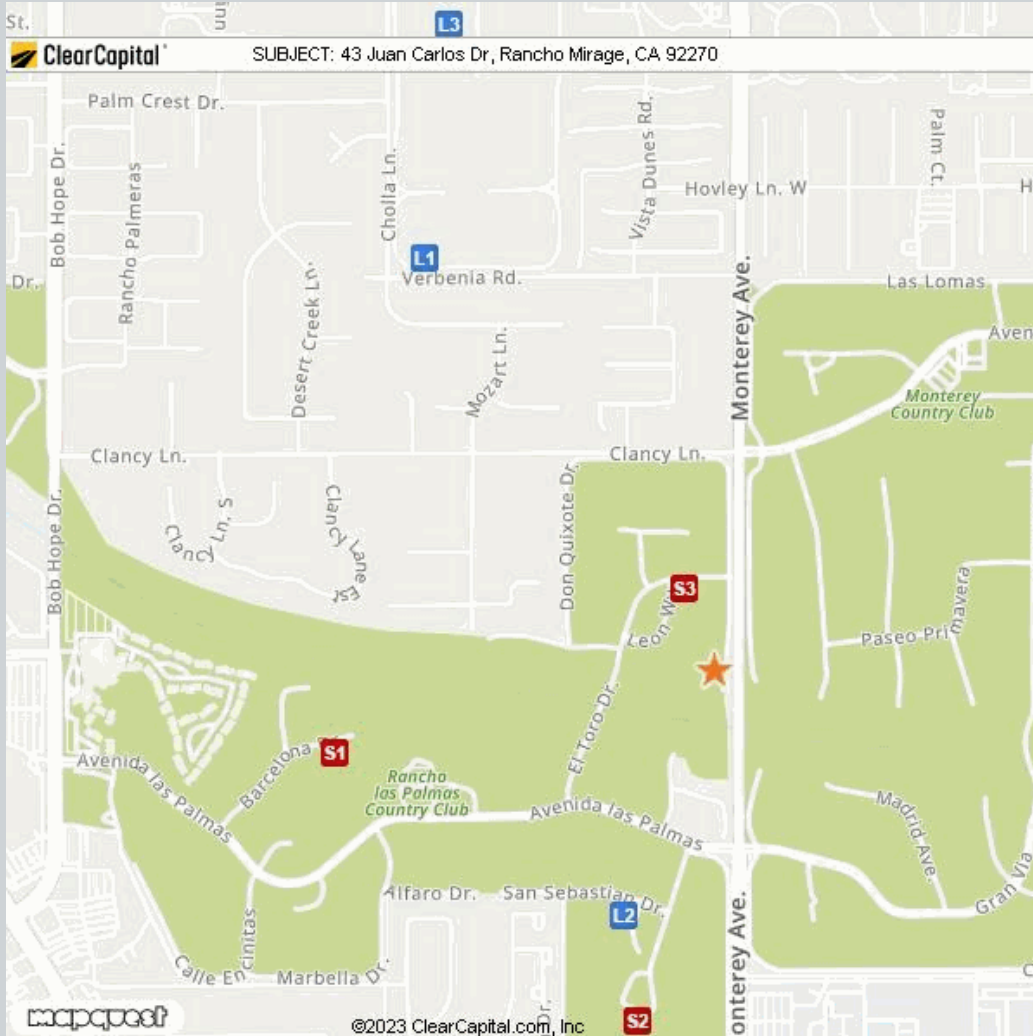 St.
L3
ClearCapital
SUBJECT: 43 Juan Carlos Dr, Rancho Mirage, CA 92270
Palm Crest Dr.
Bob Hope Dr.
Rancho Palmeras
Cholla Ln.
Vista Dunes Rd.
Palm Ct.
Hovley Ln. W
H
L1
Dr.
Verbenia Rd.
Las Lomas
Monterey Ave.
Desert Creek Ln.
Aven
Mozart Ln.
Monterey
Country Club
Clancy Ln.
Clancy Ln.
Clancy Ln. S
Clancy Lane Est
Don Quixote Dr.
Bob Hope Dr.
S3
Leon W
Paseo Primavera
El Toro Dr.
S1
Barcelona
Avenida las Palmas
Rancho
las Palmas
Country Club
Avenida las Palmas
Madrid Ave.
Gran Via
Alfaro Dr.
San Sebastian Dr.
L2
Calle Encinitas
Marbella Dr.
onterey Ave.
C
Dr.
S2
mapquest
©2023 ClearCapital.com, Inc